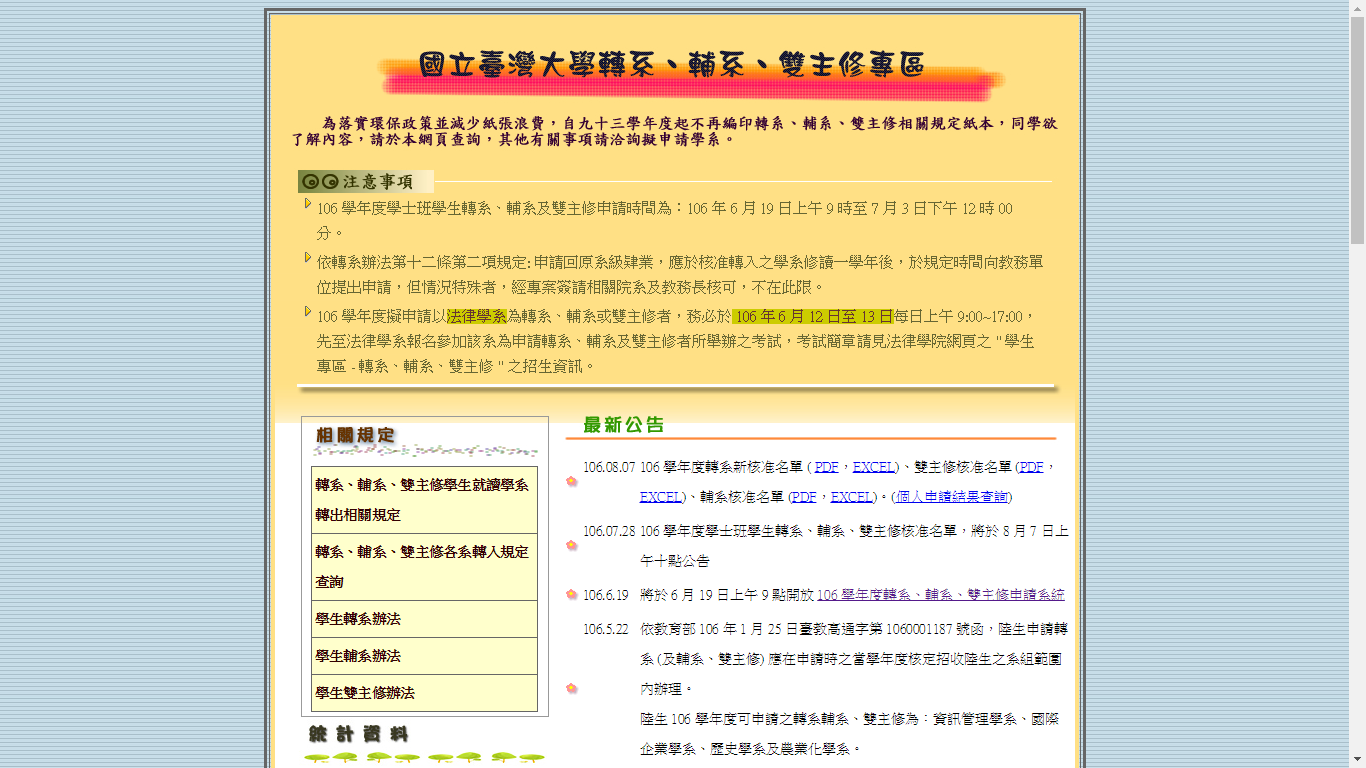 國立臺灣大學轉系、輔系、雙主修專區
為落實環保政策並減少紙張浪費，自九十三學年度起不再編印轉系、輔系、雙主修相關規定紙本，同學欲
了解內容，請於本網頁查詢，其他有關事項請洽詢擬申請學系。
注意事項
106 學年度學士班學生轉系、輔系及雙主修申請時間為：106 年 6 月 19 日上午 9 時至 7 月 3 日下午 12 時 00
分。
依轉系辦法第十二條第二項規定: 申請回原系級肄業，應於核准轉入之學系修讀一學年後，於規定時間向教務單
位提出申請，但情況特殊者，經專案簽請相關院系及教務長核可，不在此限。
106 學年度擬申請以法律學系為轉系、輔系或雙主修者，務必於 106 年 6 月 12 日至 13 日每日上午 9:00~17:00，
先至法律學系報名參加該系為申請轉系、輔系及雙主修者所舉辦之考試，考試簡章請見法律學院網頁之 " 學生
專區 - 轉系、輔系、雙主修 " 之招生資訊。
相關規定
轉系、輔系、雙主修學生就讀學系
轉出相關規定
轉系、輔系、雙主修各系轉入規定
查詢
學生轉系辦法
學生輔系辦法
學生雙主修辦法
統計資料
最新公告
106.08.07 106 學年度轉系新核准名單 ( PDF，EXCEL)、雙主修核准名單 (PDF，
EXCEL)、輔系核准名單 (PDF，EXCEL)。(個人申請結果查詢)
106.07.28 106 學年度學士班學生轉系、輔系、雙主修核准名單，將於 8 月 7 日上
午十點公告
106.6.19 將於 6 月 19 日上午 9 點開放 106 學年度轉系、輔系、雙主修申請系統
106.5.22 依教育部 106 年 1 月 25 日臺教高通字第 1060001187 號函，陸生申請轉
系 (及輔系、雙主修) 應在申請時之當學年度核定招收陸生之系組範圍
內辦理。
陸生 106 學年度可申請之轉系輔系、雙主修為：資訊管理學系、國際
企業學系、歷史學系及農業化學系。